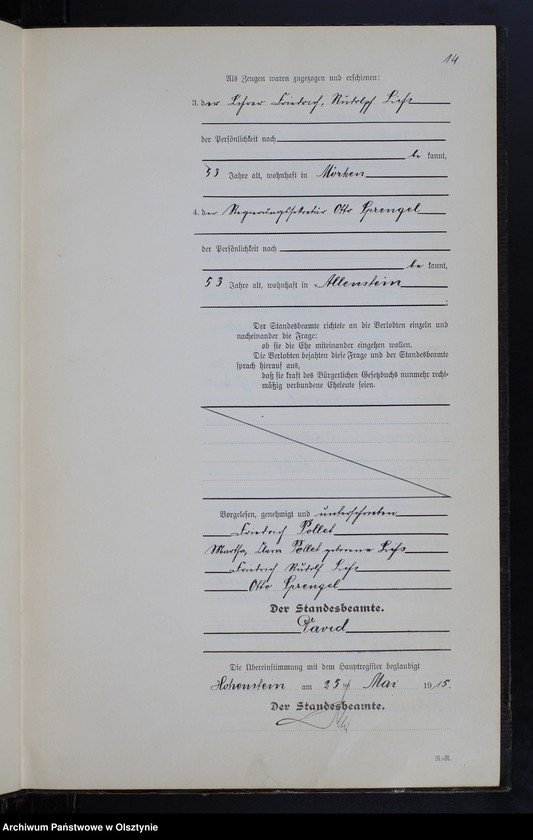 14
Als Zeugen waren zugezogen und erschienen:
3. der Lehrer Friedrich, Rudolph
der Persönlichkeit nach
be kannt,
53 Jahre alt, wohnhaft in Mörken
4. der Regierungssekretär Otto Sprengel
der Persönlichkeit nach
be kannt,
53 Jahre alt, wohnhaft in Allenstein
;
Der Standesbeamte richtete an die Verlobten einzeln und
nacheinander die Frage:
ob sie die Ehe miteinander eingehen wollen.
Die Verlobten bejahten diese Frage und der Standesbeamte
sprach hierauf aus,
daß sie kraft des Bürgerlichen Gesetzbuchs nunmehr recht-
mäßig verbundene Eheleute seien.
Vorgelesen, genehmigt und unterschrieben
Friedrich Pollet
Martha, Clara Pollet geborene
Friedrich Rudolf
Otto Sprengel
Der Standesbeamte.
David
Die Übereinstimmung mit dem Hauptregister beglaubigt
Hohenstein am 25 Mai 1915.
Der Standesbeamte.
R.-R.
Archiwum Państwowe w Olsztynie